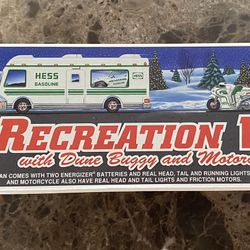 HESS
GASOLINE
HESS
RECREATION
with Dune Buggy and Motor
AN COMES WITH TWO ENERGIZER BATTERIES AND REAL HEAD, TAIL AND RUNNING LIGHTS
AND MOTORCYCLE ALSO HAVE REAL HEAD AND TAIL LIGHTS AND FRICTION MOTORS.